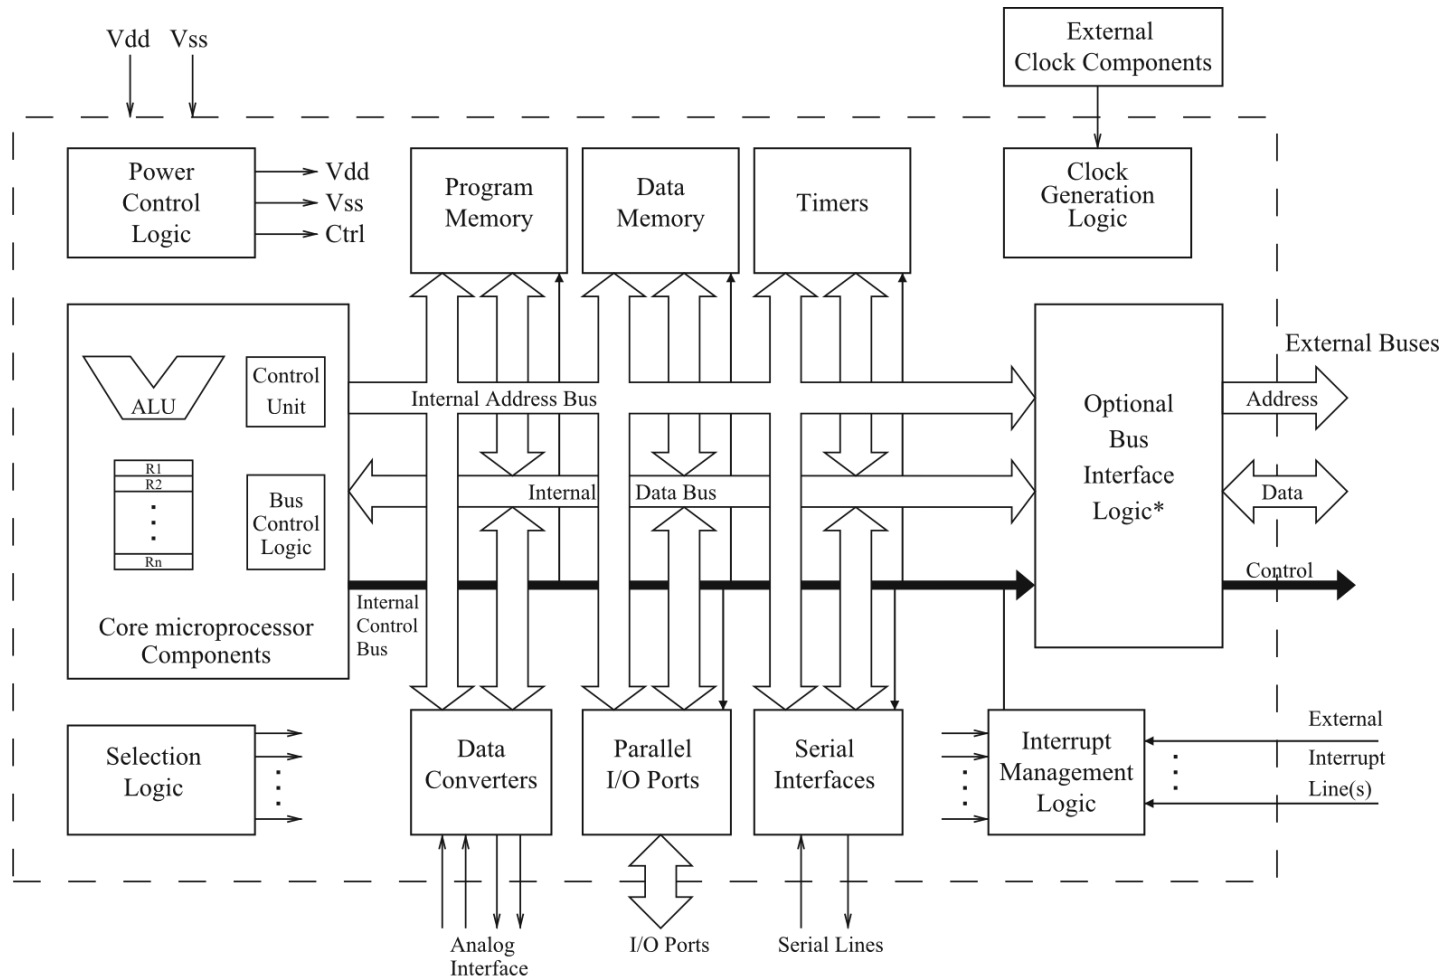 Vdd Vss
External
Clock Components
Power
Control
Logic
Vdd
Vss
Ctrl
Program
Memory
Data
Memory
Timers
Clock
Generation
Logic
ALU
Control
Unit
R1
R2
Rn
Bus
Control
Logic
Core microprocessor
Components
Internal Address Bus
Internal Data Bus
Internal
Control
Bus
Optional
Bus
Interface
Logic*
External Buses
Address
Data
Control
Selection
Logic
Data
Converters
Parallel
I/O Ports
Serial
Interfaces
Interrupt
Management
Logic
External
Interrupt
Line(s)
Analog
Interface
I/O Ports
Serial Lines